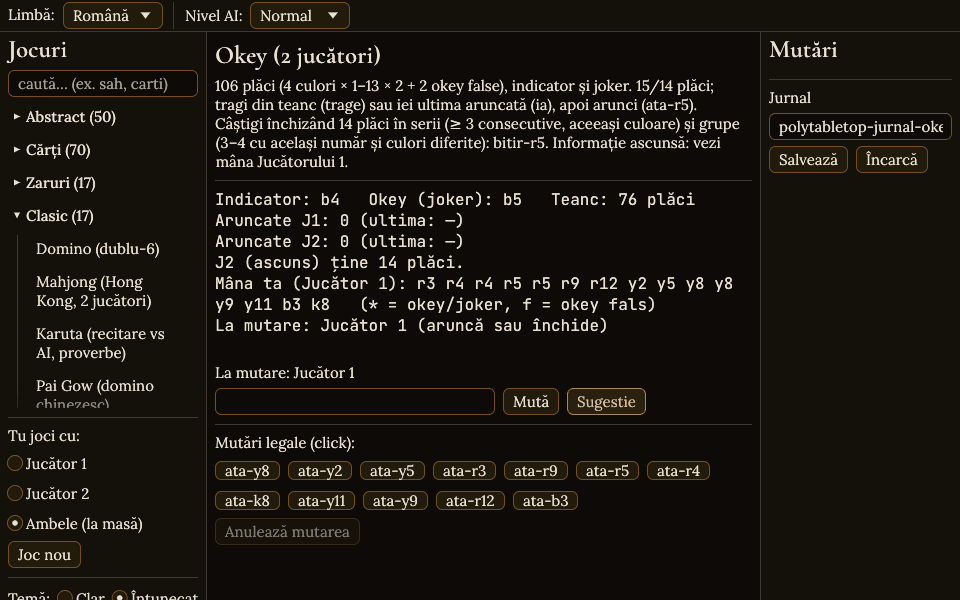 Limbă: Română ▼ Nivel AI: Normal ▼
Jocuri
caută... (ex. sah, carti)
▸ Abstract (50)
▸ Cărți (70)
▸ Zaruri (17)
▾ Clasic (17)
Domino (dublu-6)
Mahjong (Hong
Kong, 2 jucători)
Karuta (recitare vs
AI, proverbe)
Pai Gow (domino
chinezesc)
Tu joci cu:
Jucător 1
Jucător 2
Ambele (la masă)
Joc nou
Temă: Clar Întunecat
Okey (2 jucători)
106 plăci (4 culori × 1–13 × 2 + 2 okey false), indicator și joker. 15/14 plăci;
tragi din teanc (trage) sau iei ultima aruncată (ia), apoi arunci (ata-r5).
Câștigi închizând 14 plăci în serii (≥ 3 consecutive, aceeași culoare) și grupe
(3–4 cu același număr și culori diferite): bitir-r5. Informație ascunsă: vezi
mâna Jucătorului 1.
Indicator: b4 Okey (joker): b5 Teanc: 76 plăci
Aruncate J1: 0 (ultima: —)
Aruncate J2: 0 (ultima: —)
J2 (ascuns) ține 14 plăci.
Mâna ta (Jucător 1): r3 r4 r4 r5 r5 r9 r12 y2 y5 y8 y8
y9 y11 b3 k8 (* = okey/joker, f = okey fals)
La mutare: Jucător 1 (aruncă sau închide)
La mutare: Jucător 1
Mută Sugestie
Mutări legale (click):
ata-y8 ata-y2 ata-y5 ata-r3 ata-r9 ata-r5 ata-r4
ata-k8 ata-y11 ata-y9 ata-r12 ata-b3
Anulează mutarea
Mutări
Jurnal
polytabletop-jurnal-oke
Salvează Încarcă